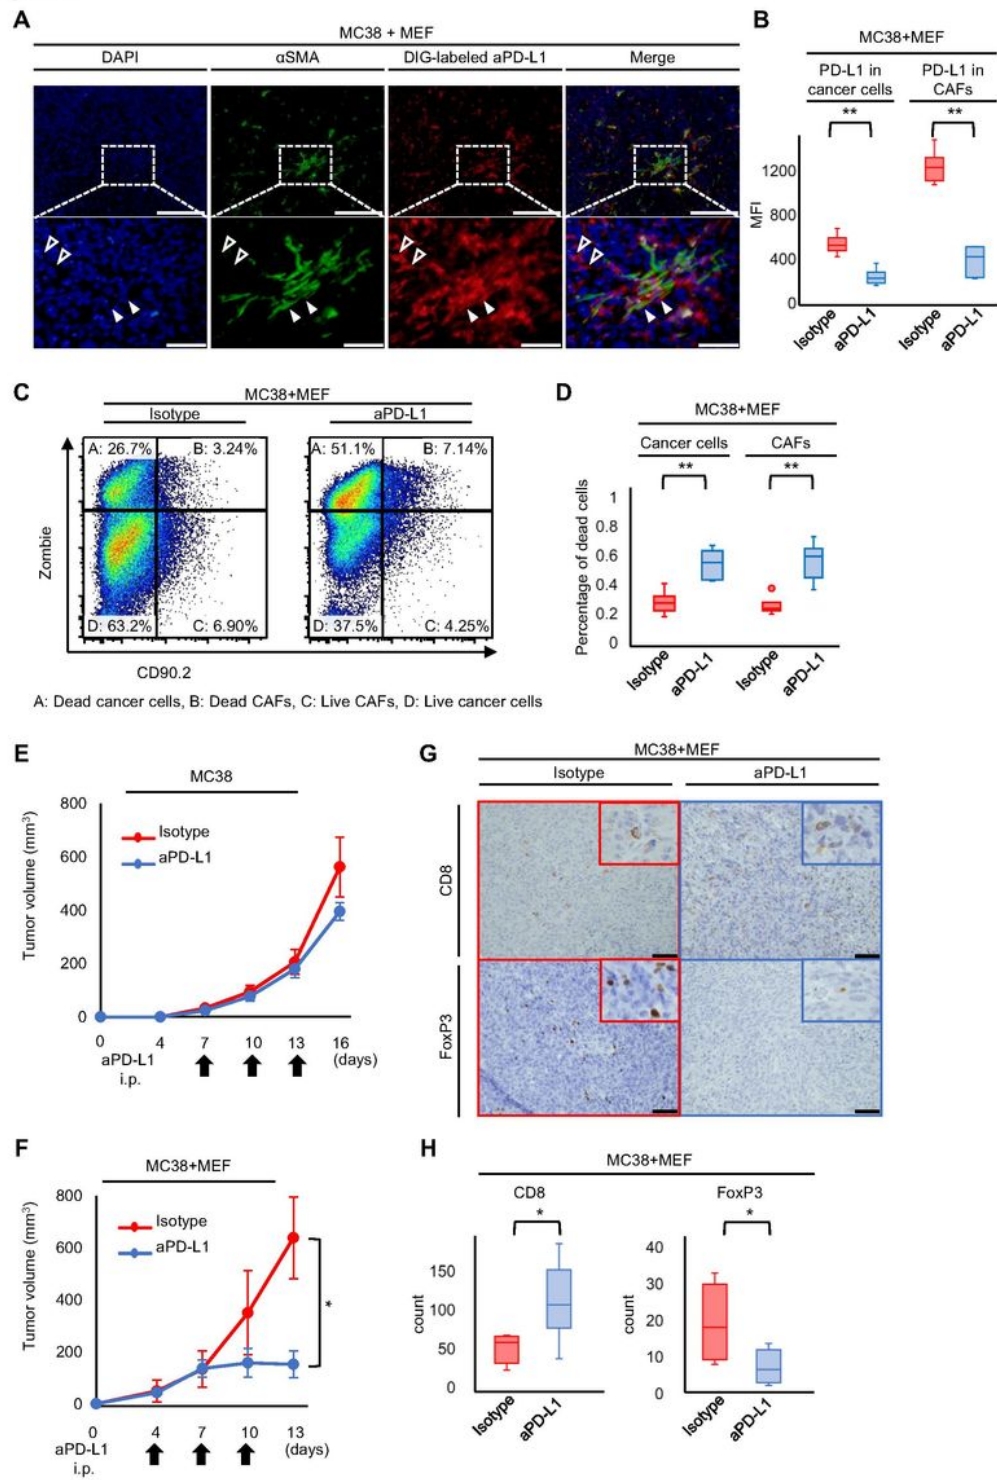 A
MC38 + MEF
DAPI
αSMA
DIG-labeled aPD-L1
Merge
B
MC38+MEF
PD-L1 in cancer cells
PD-L1 in CAFs
**
**
MFI
1200
800
400
0
Isotype
aPD-L1
Isotype
aPD-L1
C
MC38+MEF
Isotype
aPD-L1
A: 26.7%
B: 3.24%
A: 51.1%
B: 7.14%
Zombie
D: 63.2%
C: 6.90%
D: 37.5%
C: 4.25%
CD90.2
A: Dead cancer cells, B: Dead CAFs, C: Live CAFs, D: Live cancer cells
D
MC38+MEF
Cancer cells
CAFs
**
**
Percentage of dead cells
1
0.8
0.6
0.4
0.2
0
Isotype
aPD-L1
Isotype
aPD-L1
E
MC38
Tumor volume (mm³)
800
600
400
200
0
Isotype
aPD-L1
0
4
7
10
13
16
(days)
aPD-L1
i.p.
F
MC38+MEF
Tumor volume (mm³)
800
600
400
200
0
Isotype
aPD-L1
*
0
4
7
10
13
(days)
aPD-L1
i.p.
G
MC38+MEF
Isotype
aPD-L1
CD8
FoxP3
H
MC38+MEF
CD8
FoxP3
*
*
count
150
100
50
0
Isotype
aPD-L1
count
40
30
20
10
0
Isotype
aPD-L1